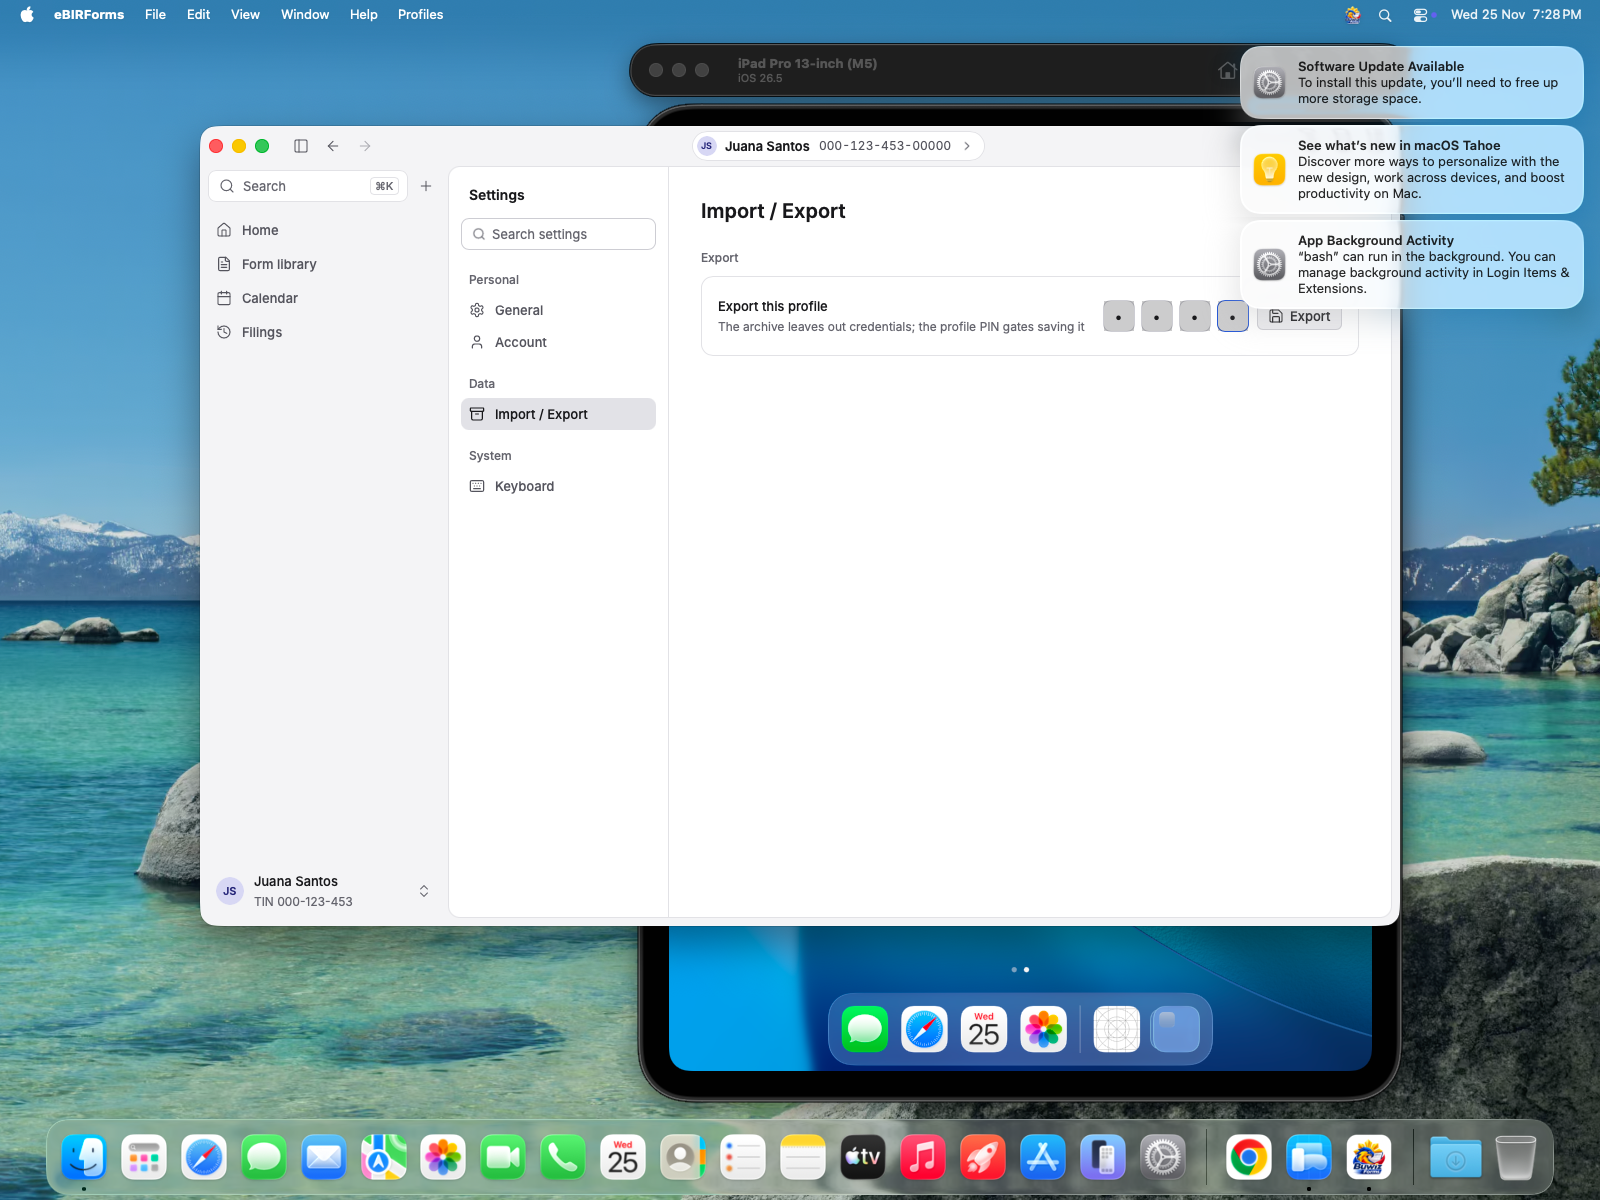 eBIRForms File Edit View Window Help Profiles
Wed 25 Nov 7:28 PM
iPad Pro 13-inch (M5)
iOS 26.5
Software Update Available
To install this update, you'll need to free up
more storage space.
See what's new in macOS Tahoe
Discover more ways to personalize with the
new design, work across devices, and boost
productivity on Mac.
App Background Activity
“bash” can run in the background. You can
manage background activity in Login Items &
Extensions.
JS Juana Santos 000-123-453-00000
Search ⌘K
Home
Form library
Calendar
Filings
JS
Juana Santos
TIN 000-123-453
Settings
Search settings
Personal
General
Account
Data
Import / Export
System
Keyboard
Import / Export
Export
Export this profile
The archive leaves out credentials; the profile PIN gates saving it
Export
Wed
25
Wed
25
tv